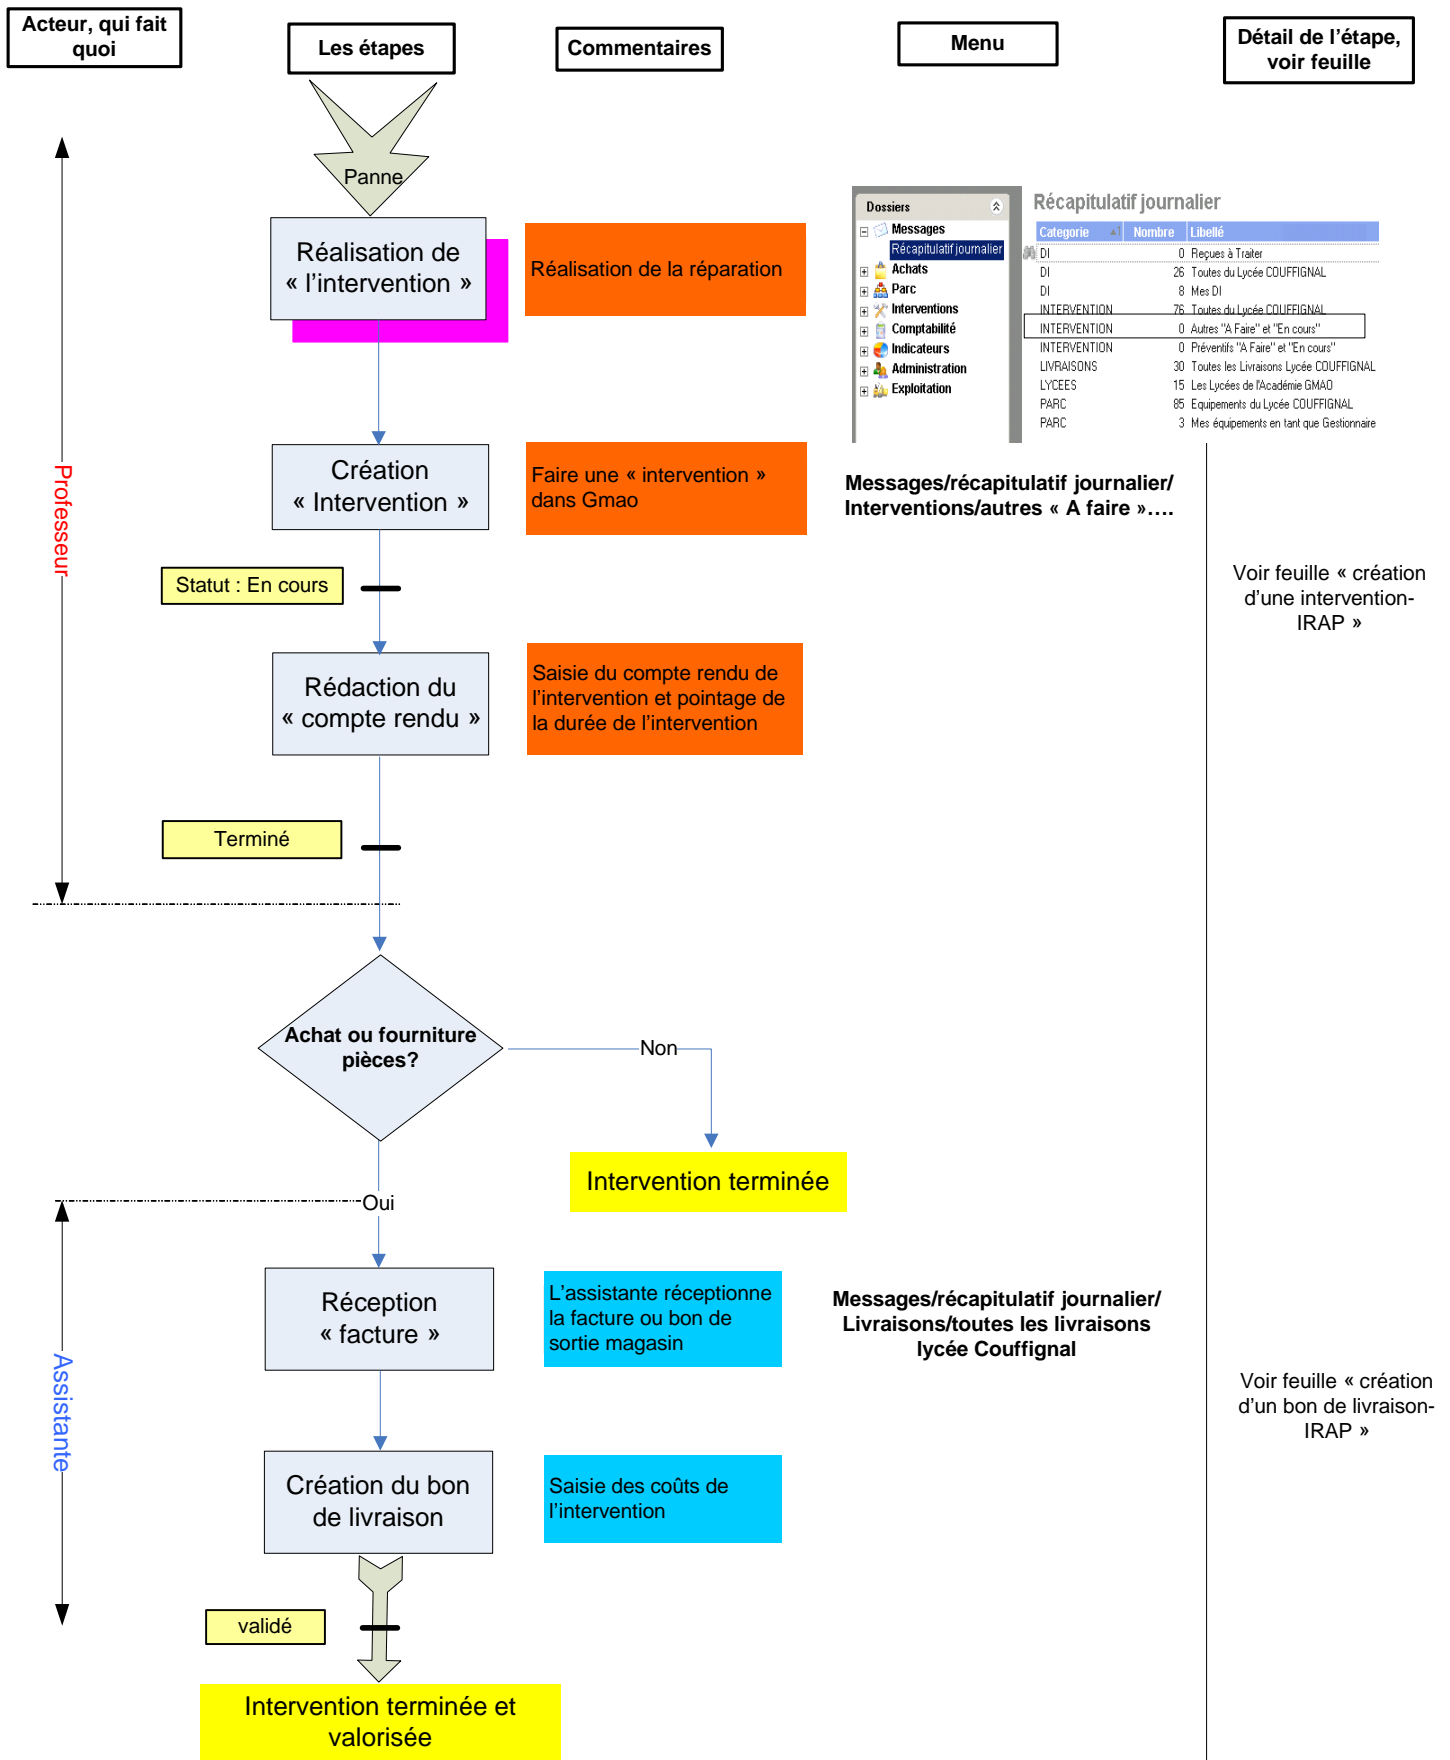 Acteur, qui fait
quoi
Les étapes
Commentaires
Menu
Détail de l'étape,
voir feuille
Panne
Réalisation de
« l'intervention »
Réalisation de la réparation
Dossiers
Messages
Récapitulatif journalier
Achats
Parc
Interventions
Comptabilité
Indicateurs
Administration
Exploitation
Récapitulatif journalier
Categorie Nombre Libellé
DI 0 Reçues à Traiter
DI 26 Toutes du Lycée COUFFIGNAL
DI 8 Mes DI
INTERVENTION 76 Toutes du Lycée COUFFIGNAL
INTERVENTION 0 Autres "A Faire" et "En cours"
INTERVENTION 0 Préventifs "A Faire" et "En cours"
LIVRAISONS 30 Toutes les Livraisons Lycée COUFFIGNAL
LYCEES 15 Les Lycées de l'Académie GMAO
PARC 85 Equipements du Lycée COUFFIGNAL
PARC 3 Mes équipements en tant que Gestionnaire
Professeur
Création
« Intervention »
Faire une « intervention »
dans Gmao
Messages/récapitulatif journalier/
Interventions/autres « A faire »….
Statut : En cours
Voir feuille « création
d'une intervention-
IRAP »
Rédaction du
« compte rendu »
Saisie du compte rendu de
l'intervention et pointage de
la durée de l'intervention
Terminé
Achat ou fourniture
pièces?
Non
Intervention terminée
Oui
Assistante
Réception
« facture »
L'assistante réceptionne
la facture ou bon de
sortie magasin
Messages/récapitulatif journalier/
Livraisons/toutes les livraisons
lycée Couffignal
Voir feuille « création
d'un bon de livraison-
IRAP »
Création du bon
de livraison
Saisie des coûts de
l'intervention
validé
Intervention terminée et
valorisée